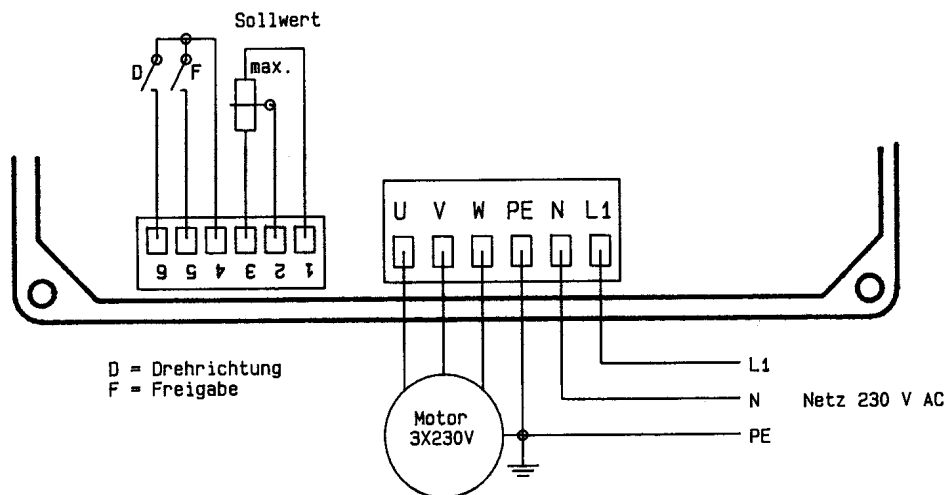 Sollwert
D F max.
U V W PE N L1
6 5 4 3 2 1
D = Drehrichtung
F = Freigabe
Motor
3X230V
L1
N Netz 230 V AC
PE